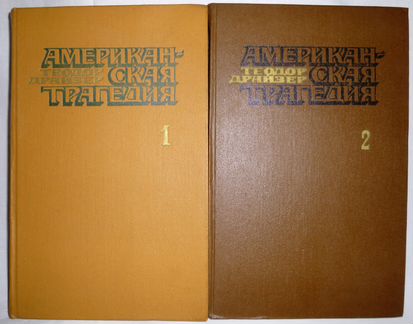 АМЕРИКАН-
ТЕОДОР
ДРАЙЗЕР
СКАЯ
ТРАГЕДИЯ
1
АМЕРИКАН-
ТЕОДОР
ДРАЙЗЕР
СКАЯ
ТРАГЕДИЯ
2